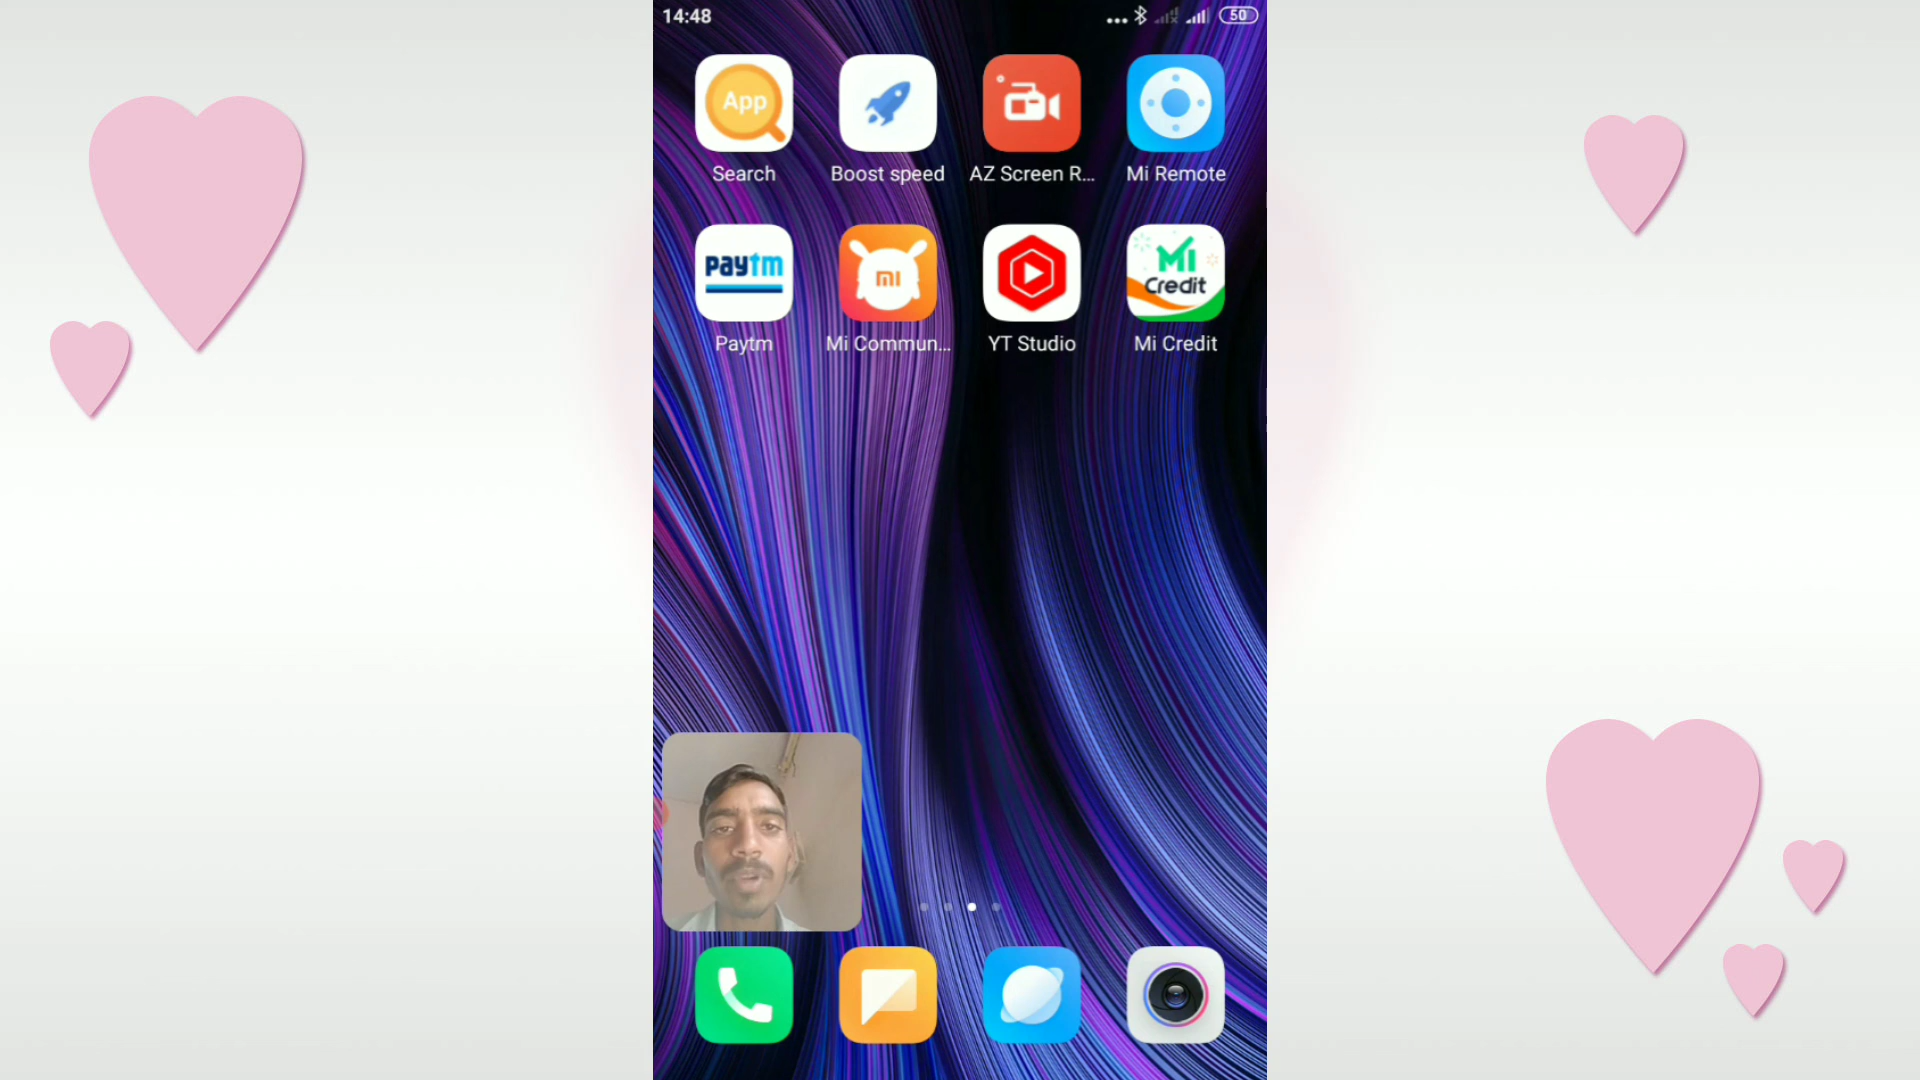 14:48
50
App
Search
Boost speed
AZ Screen R...
Mi Remote
paytm
mi
Mi
Credit
Paytm
Mi Commun...
YT Studio
Mi Credit